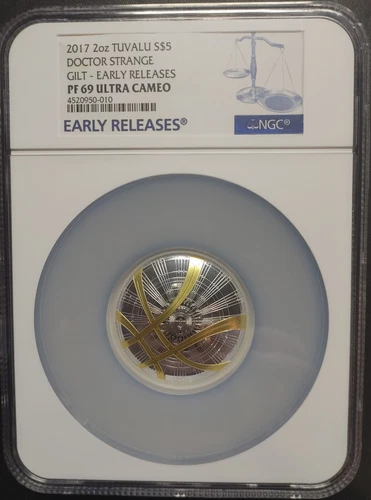 2017 2oz TUVALU S$5
DOCTOR STRANGE
GILT - EARLY RELEASES
PF 69 ULTRA CAMEO
4520950-010
EARLY RELEASES®
NGC®